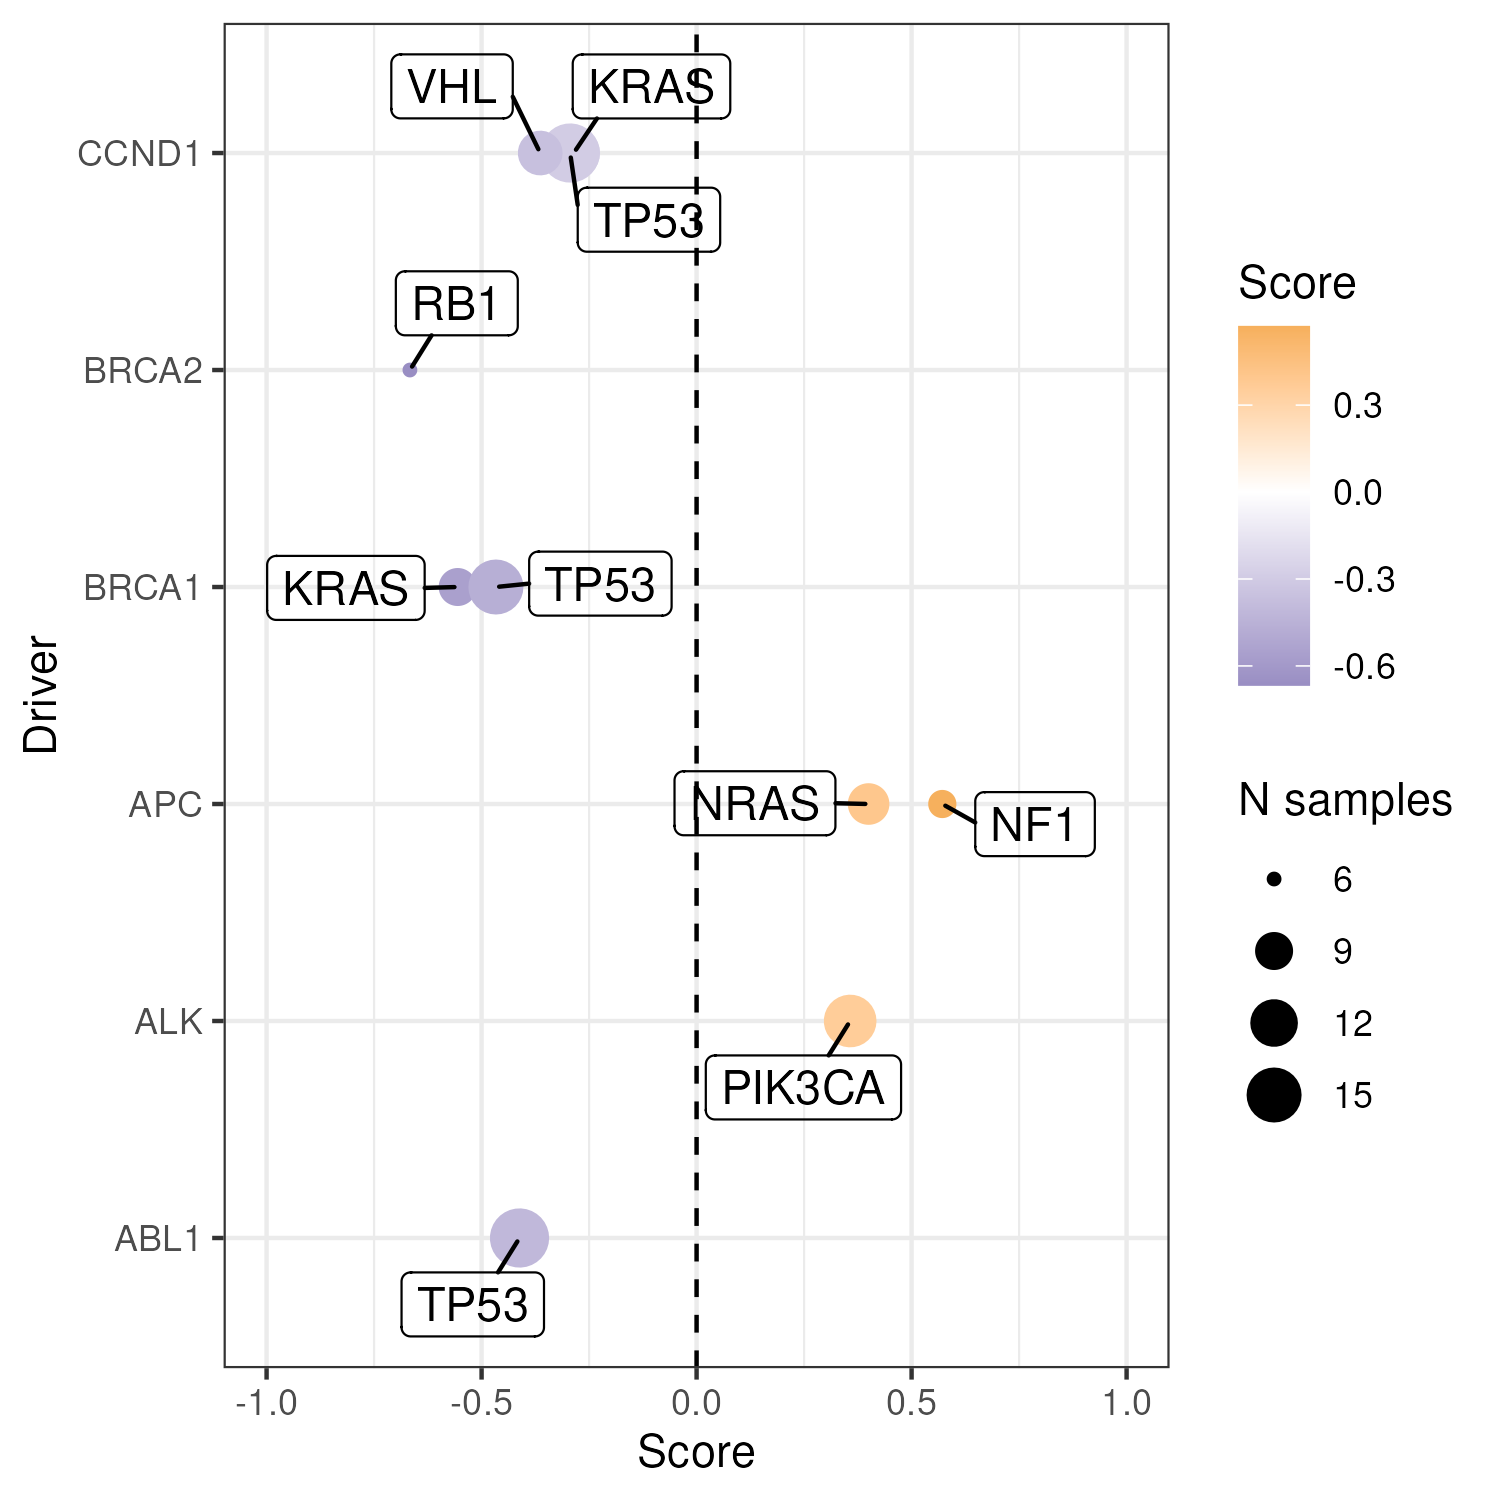 VHL
KRAS
CCND1
TP53
RB1
BRCA2
KRAS
TP53
BRCA1
NRAS
NF1
APC
ALK
PIK3CA
ABL1
TP53
Driver
-1.0
-0.5
0.0
0.5
1.0
Score
Score
0.3
0.0
-0.3
-0.6
N samples
6
9
12
15